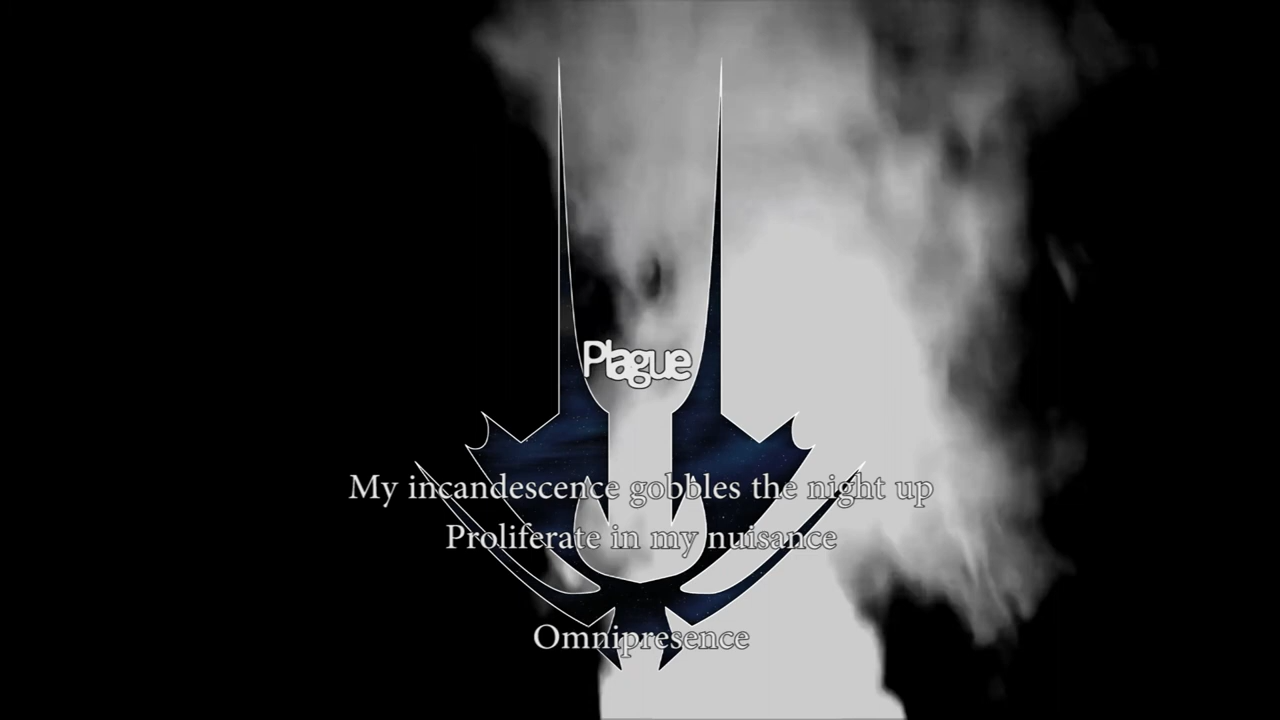 Plague
My incandescence gobbles the night up
Proliferate in my nuisance
Omnipresence